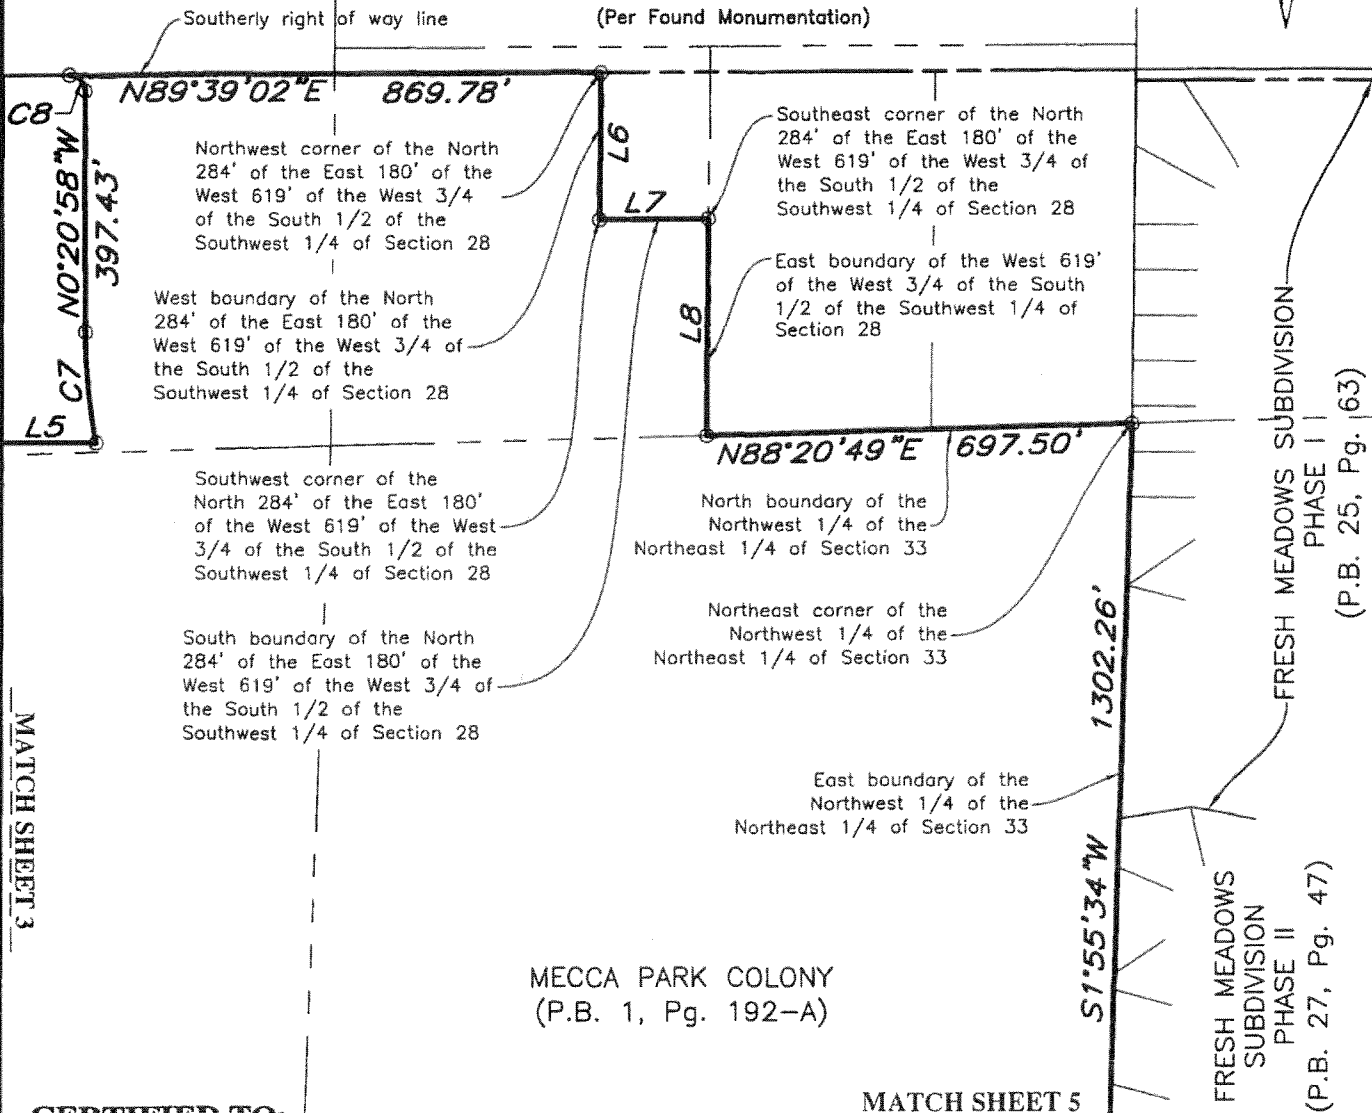 Southerly right of way line
(Per Found Monumentation)
N89°39'02"E 869.78'
C8
L6
N0°20'58"W
397.43'
Northwest corner of the North
284' of the East 180' of the
West 619' of the West 3/4
of the South 1/2 of the
Southwest 1/4 of Section 28
Southeast corner of the North
284' of the East 180' of the
West 619' of the West 3/4 of
the South 1/2 of the
Southwest 1/4 of Section 28
L7
East boundary of the West 619'
of the West 3/4 of the South
1/2 of the Southwest 1/4 of
Section 28
West boundary of the North
284' of the East 180' of the
West 619' of the West 3/4 of
the South 1/2 of the
Southwest 1/4 of Section 28
L8
C7
L5
N88°20'49"E 697.50'
Southwest corner of the
North 284' of the East 180'
of the West 619' of the West
3/4 of the South 1/2 of the
Southwest 1/4 of Section 28
North boundary of the
Northwest 1/4 of the
Northeast 1/4 of Section 33
Northeast corner of the
Northwest 1/4 of the
Northeast 1/4 of Section 33
South boundary of the North
284' of the East 180' of the
West 619' of the West 3/4 of
the South 1/2 of the
Southwest 1/4 of Section 28
FRESH MEADOWS SUBDIVISION
PHASE I
(P.B. 25, Pg. 63)
1302.26'
S1°55'34"W
East boundary of the
Northwest 1/4 of the
Northeast 1/4 of Section 33
MATCH SHEET 3
FRESH MEADOWS
SUBDIVISION
PHASE II
(P.B. 27, Pg. 47)
MECCA PARK COLONY
(P.B. 1, Pg. 192-A)
MATCH SHEET 5
CERTIFIED TO: